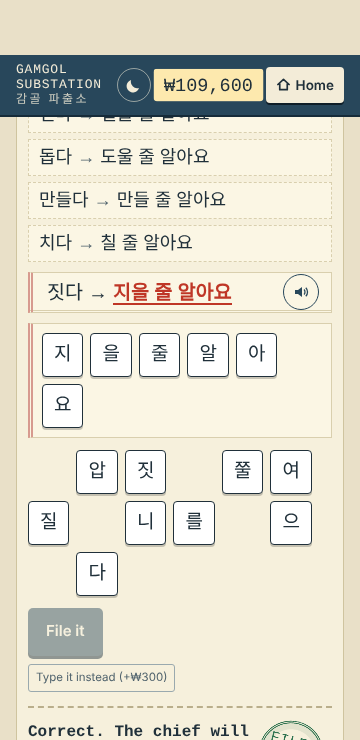 GAMGOL
SUBSTATION
감골 파출소
₩109,600
Home
돕다 → 도울 줄 알아요
만들다 → 만들 줄 알아요
치다 → 칠 줄 알아요
짓다 → 지을 줄 알아요
지 을 줄 알 아
요
압 짓 쭐 여
질 니 를 으
다
File it
Type it instead (+₩300)
Correct. The chief will